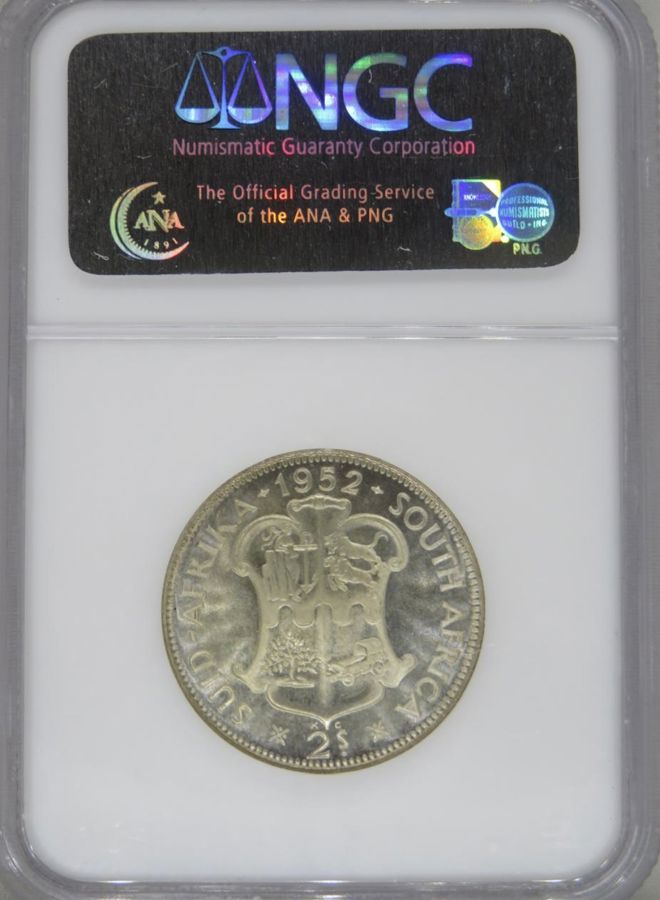 NGC
Numismatic Guaranty Corporation
The Official Grading Service
of the ANA & PNG
ANA
1891
KNOWLEDGE
PROFESSIONAL
NUMISMATISTS
GUILD • INC
P.N.G.
SUID-AFRIKA · 1952 · SOUTH AFRICA
K G
2S